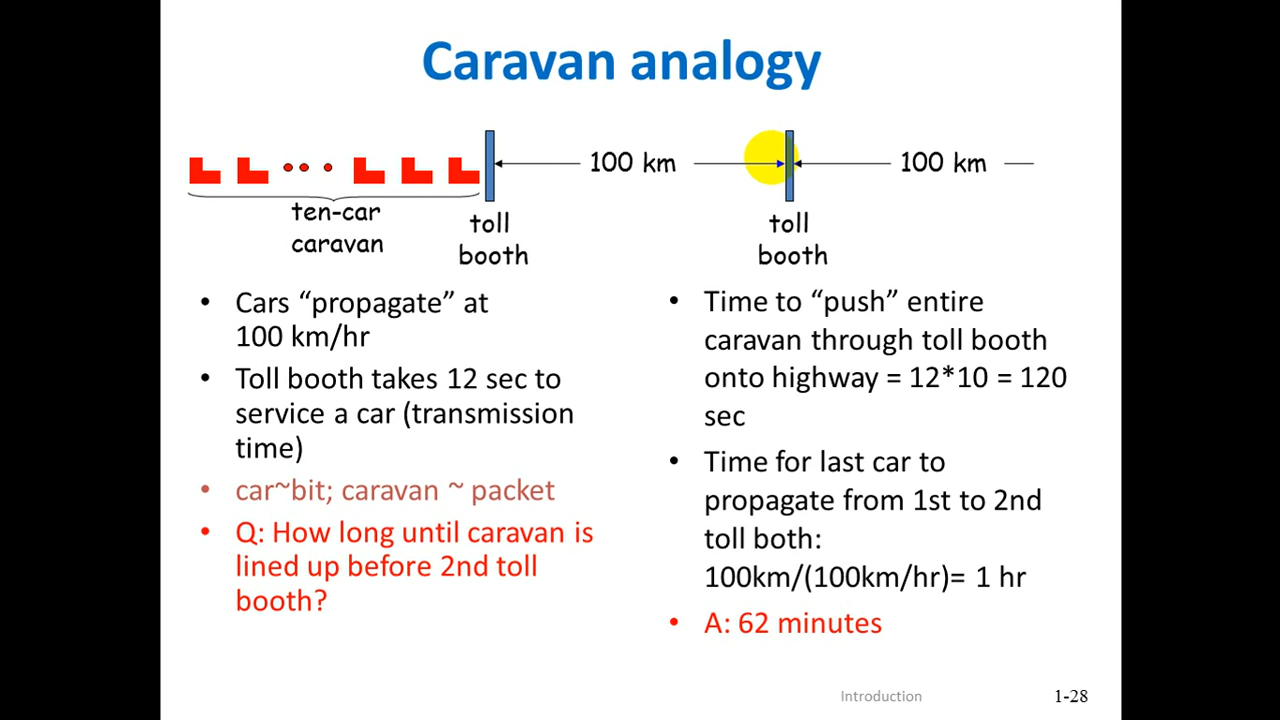 Caravan analogy
100 km
100 km
ten-car
caravan
toll
booth
toll
booth
• Cars “propagate” at
100 km/hr
• Toll booth takes 12 sec to
service a car (transmission
time)
• car~bit; caravan ~ packet
• Q: How long until caravan is
lined up before 2nd toll
booth?
• Time to “push” entire
caravan through toll booth
onto highway = 12*10 = 120
sec
• Time for last car to
propagate from 1st to 2nd
toll both:
100km/(100km/hr)= 1 hr
• A: 62 minutes
Introduction
1-28